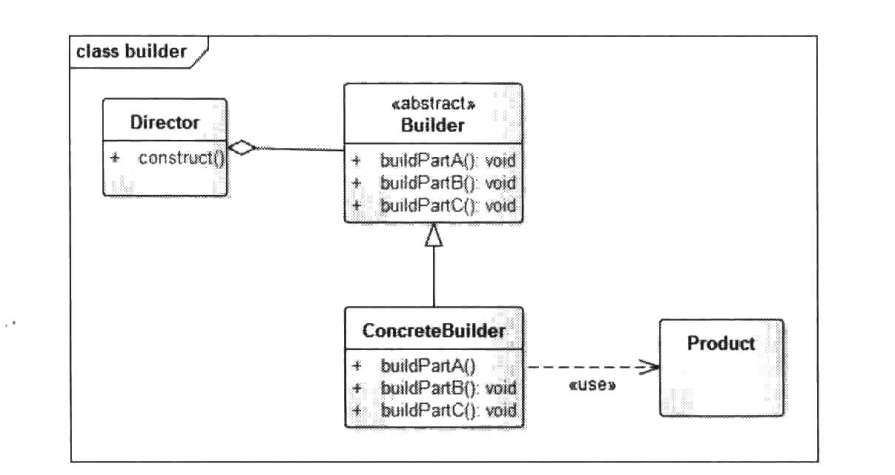 class builder
Director
+ construct()
«abstract»
Builder
+ buildPartA(): void
+ buildPartB(): void
+ buildPartC(): void
ConcreteBuilder
+ buildPartA()
+ buildPartB(): void
+ buildPartC(): void
«use»
Product